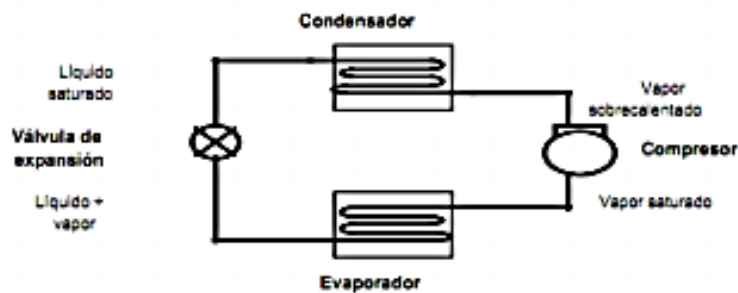 Condensador
Líquido
saturado
Vapor
sobrecalentado
Válvula de
expansión
Compresor
Líquido +
vapor
Vapor saturado
Evaporador